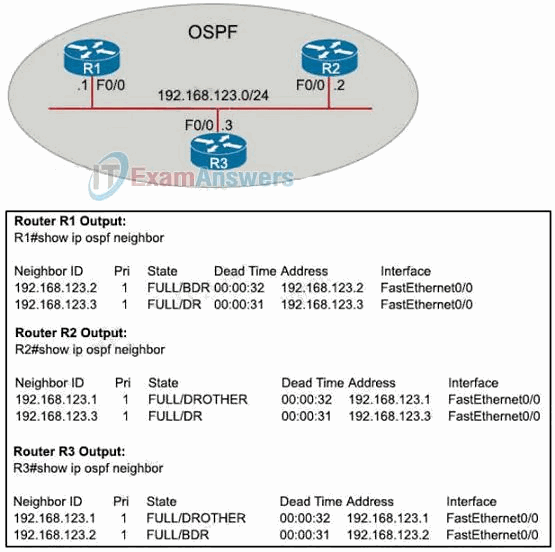 OSPF
R1
R2
.1 F0/0
192.168.123.0/24
F0/0 .2
F0/0 .3
R3
ITExamAnswers
Router R1 Output:
R1#show ip ospf neighbor
Neighbor ID Pri State Dead Time Address Interface
192.168.123.2 1 FULL/BDR 00:00:32 192.168.123.2 FastEthernet0/0
192.168.123.3 1 FULL/DR 00:00:31 192.168.123.3 FastEthernet0/0
Router R2 Output:
R2#show ip ospf neighbor
Neighbor ID Pri State Dead Time Address Interface
192.168.123.1 1 FULL/DROTHER 00:00:32 192.168.123.1 FastEthernet0/0
192.168.123.3 1 FULL/DR 00:00:31 192.168.123.3 FastEthernet0/0
Router R3 Output:
R3#show ip ospf neighbor
Neighbor ID Pri State Dead Time Address Interface
192.168.123.1 1 FULL/DROTHER 00:00:32 192.168.123.1 FastEthernet0/0
192.168.123.2 1 FULL/BDR 00:00:31 192.168.123.2 FastEthernet0/0